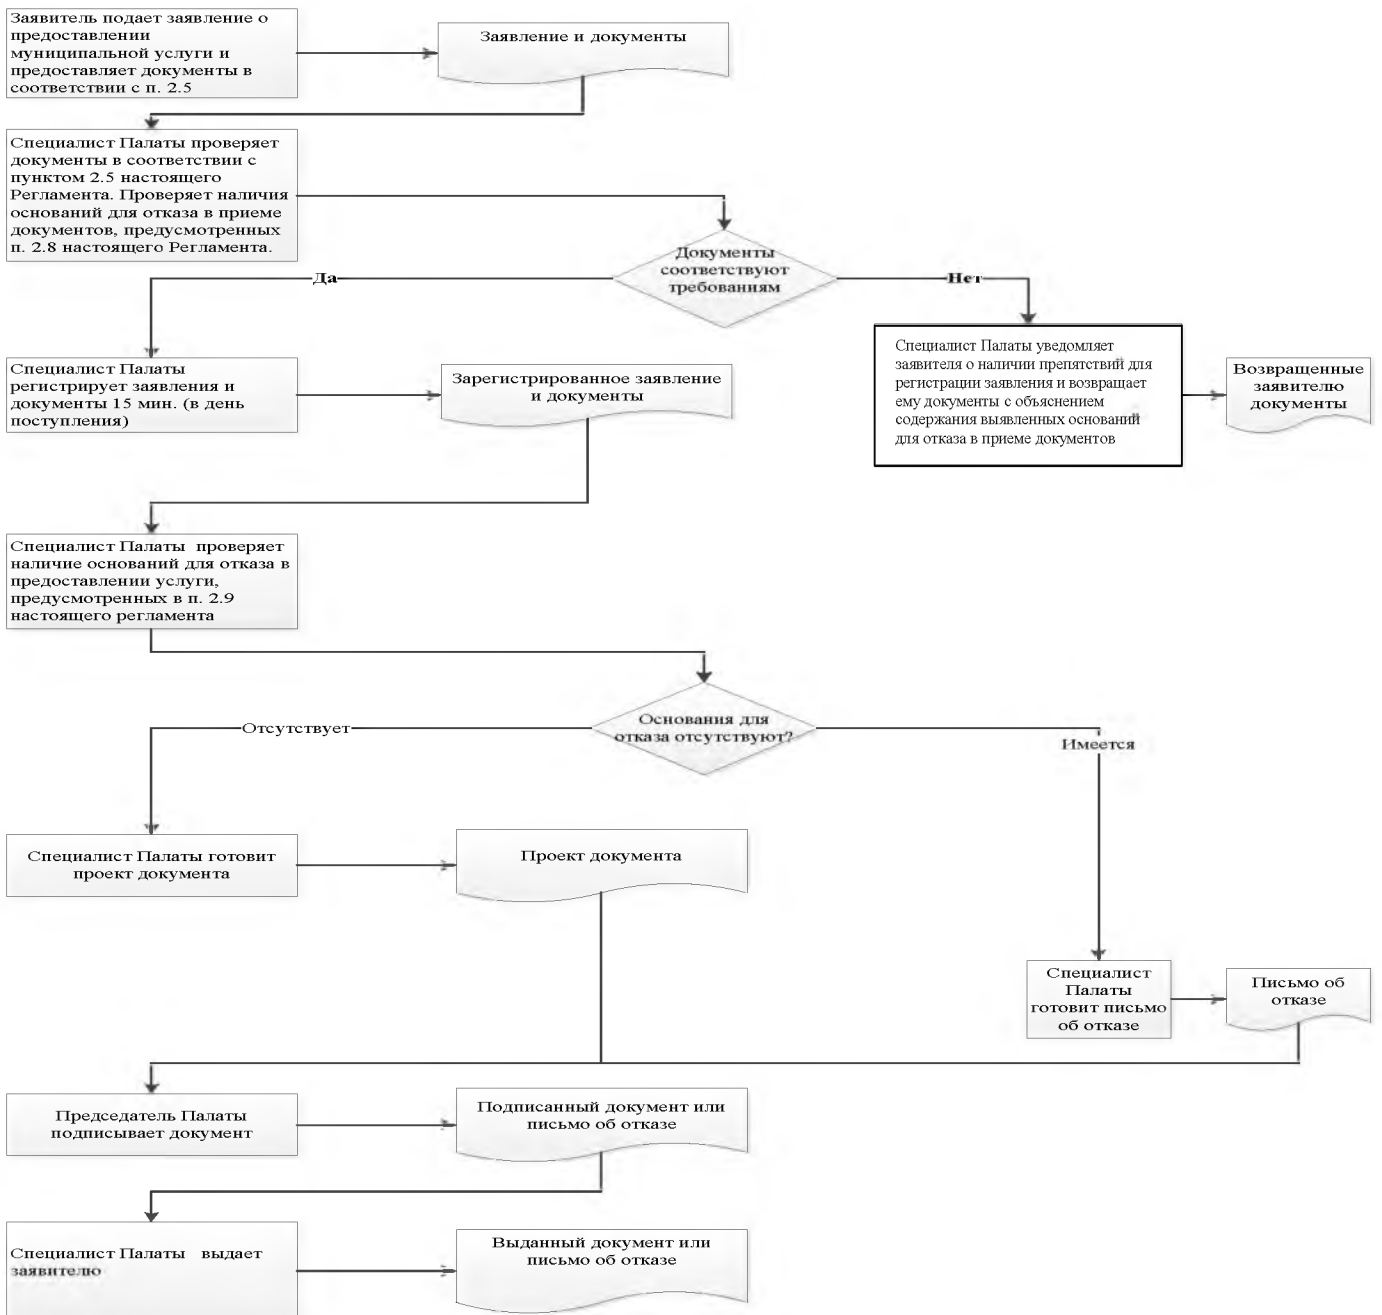 Заявитель подает заявление о
предоставлении
муниципальной услуги и
предоставляет документы в
соответствии с п. 2.5
Заявление и документы
Специалист Палаты проверяет
документы в соответствии с
пунктом 2.5 настоящего
Регламента. Проверяет наличия
оснований для отказа в приеме
документов, предусмотренных
п. 2.8 настоящего Регламента.
Документы
соответствуют
требованиям
Да
Нет
Специалист Палаты
регистрирует заявления и
документы 15 мин. (в день
поступления)
Зарегистрированное заявление
и документы
Специалист Палаты уведомляет
заявителя о наличии препятствий для
регистрации заявления и возвращает
ему документы с объяснением
содержания выявленных оснований
для отказа в приеме документов
Возвращенные
заявителю
документы
Специалист Палаты  проверяет
наличие оснований для отказа в
предоставлении услуги,
предусмотренных в п. 2.9
настоящего регламента
Основания для
отказа отсутствуют?
Отсутствует
Имеется
Специалист Палаты готовит
проект документа
Проект документа
Специалист
Палаты
готовит письмо
об отказе
Письмо об
отказе
Председатель Палаты
подписывает документ
Подписанный документ или
письмо об отказе
Специалист Палаты   выдает
заявителю
Выданный документ или
письмо об отказе